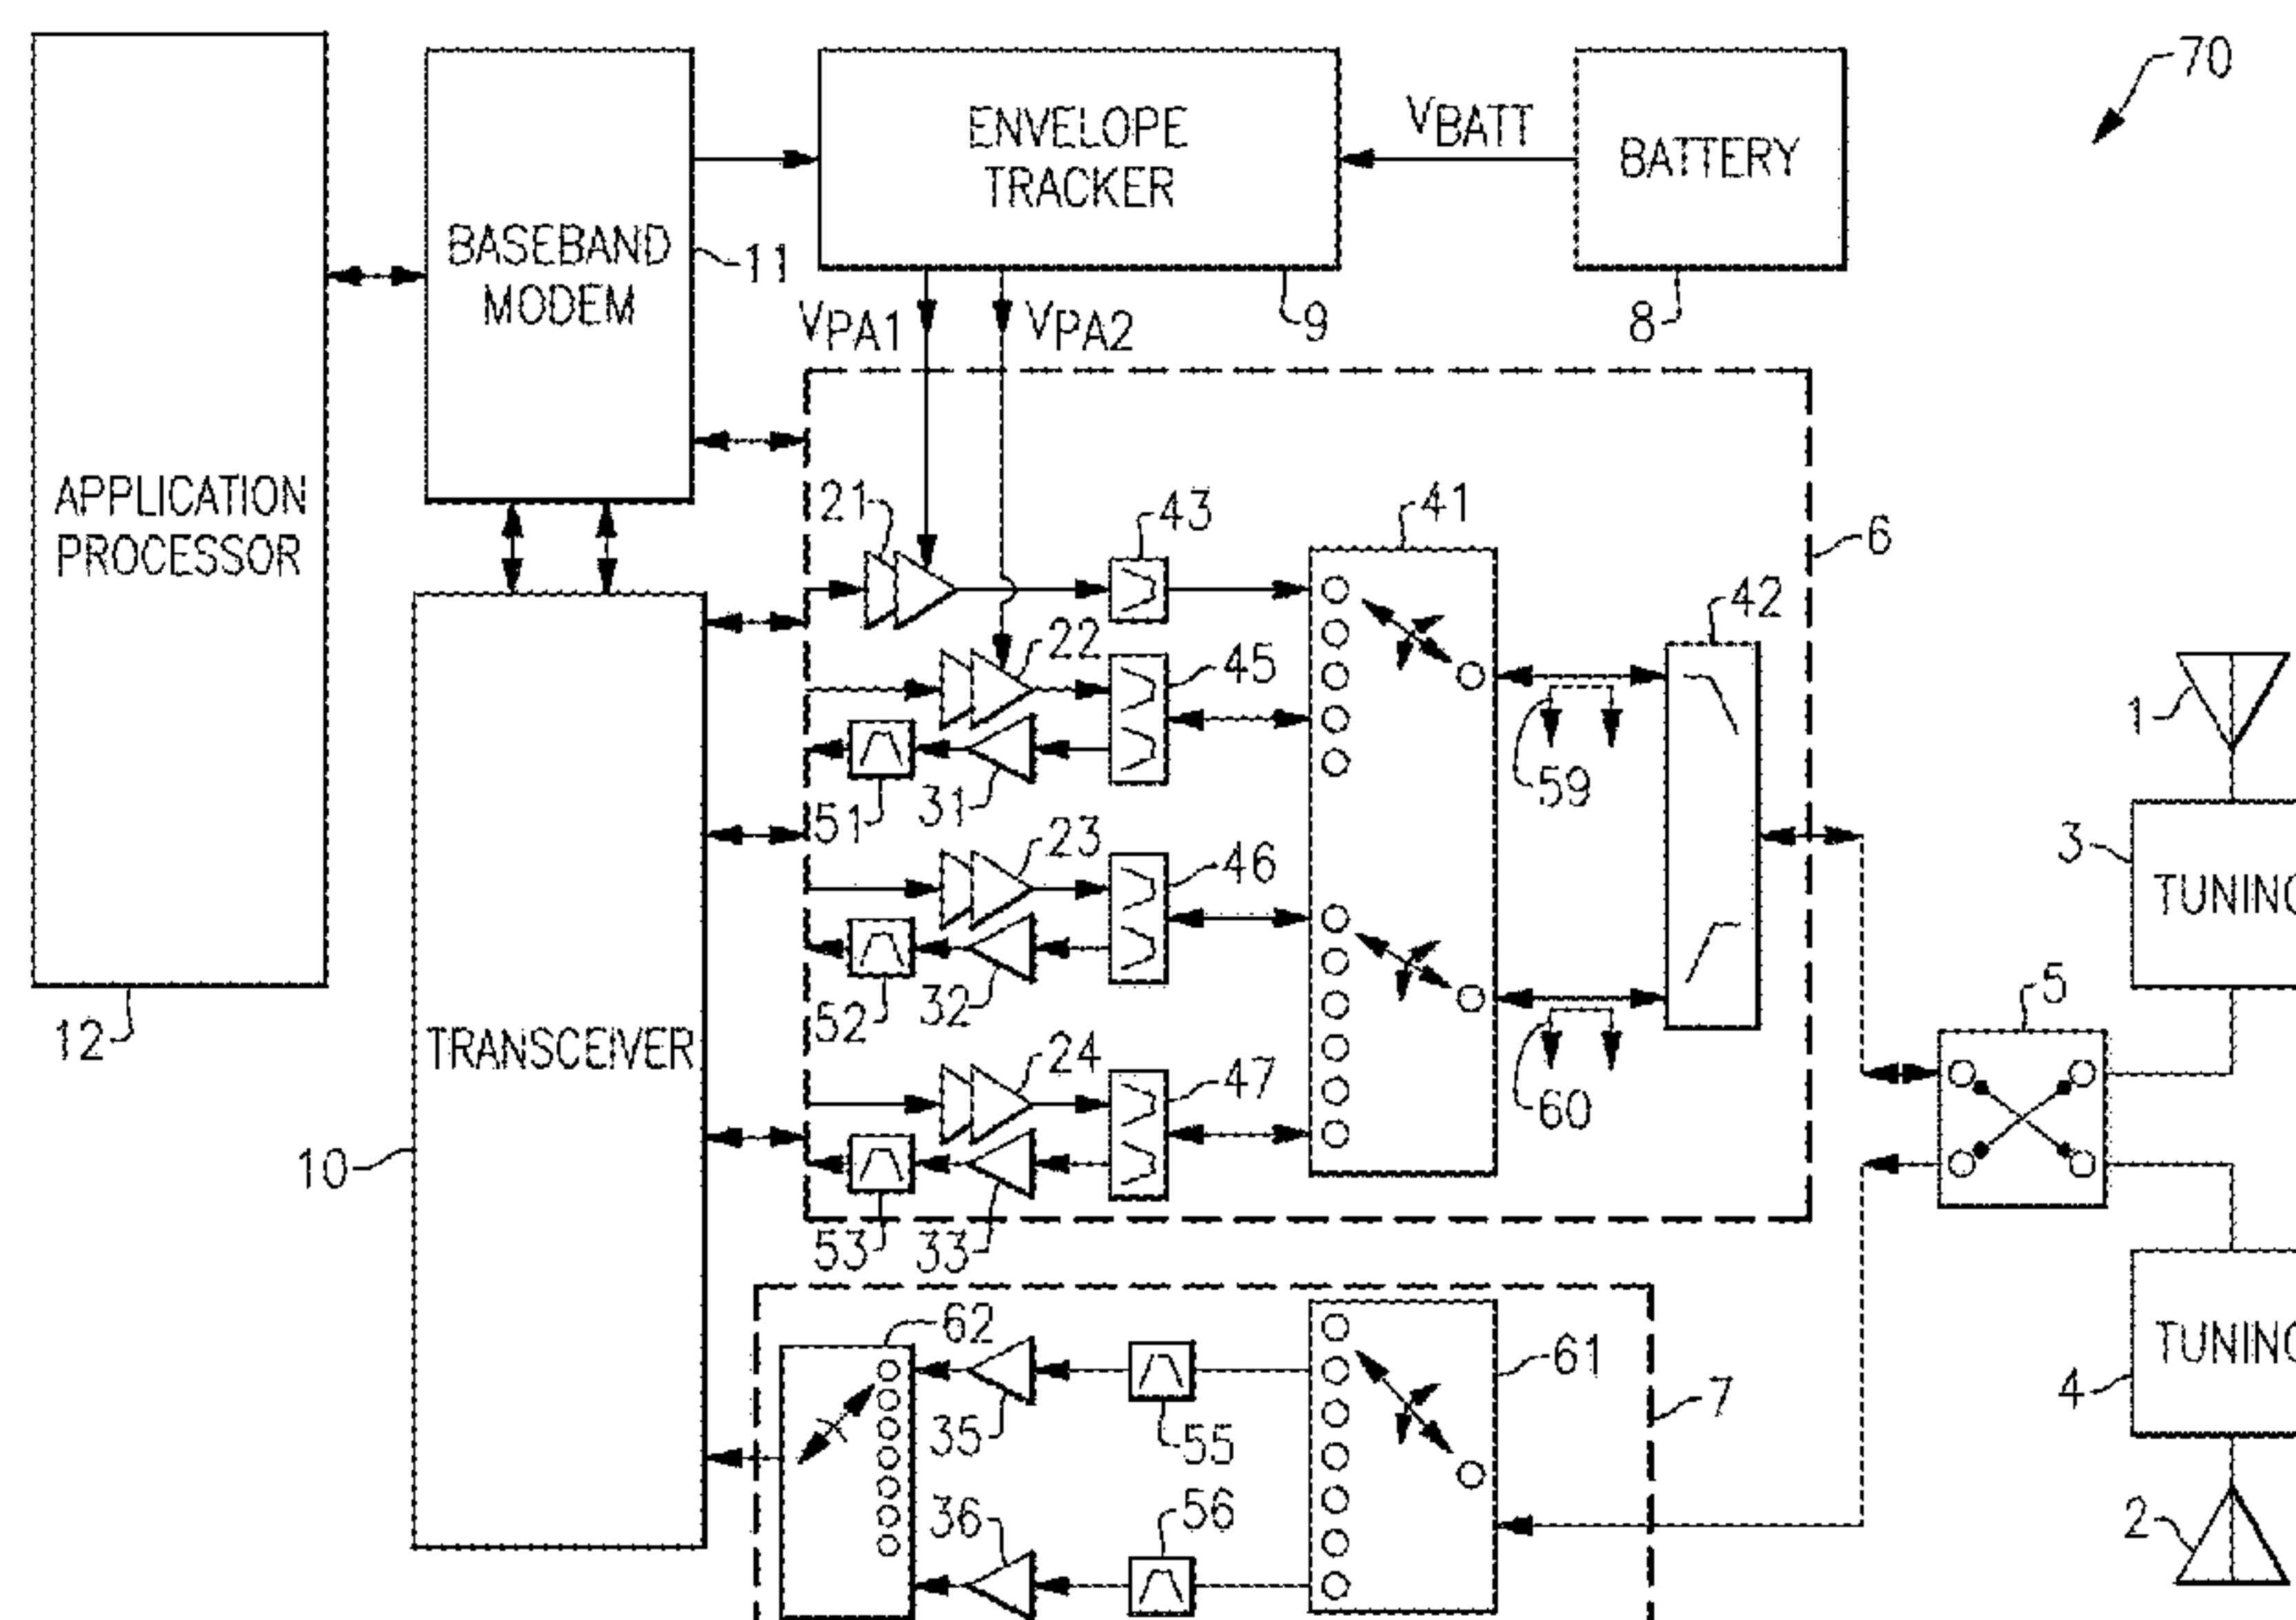 70
ENVELOPE
TRACKER
VBATT
BATTERY
BASEBAND
MODEM
11
VPA1
VPA2
9
8
APPLICATION
PROCESSOR
21
43
41
6
22
45
42
1
59
51
31
3
TUNING
23
46
5
12
TRANSCEIVER
52
32
24
47
60
10
53
33
62
61
7
4
TUNING
35
55
36
56
2